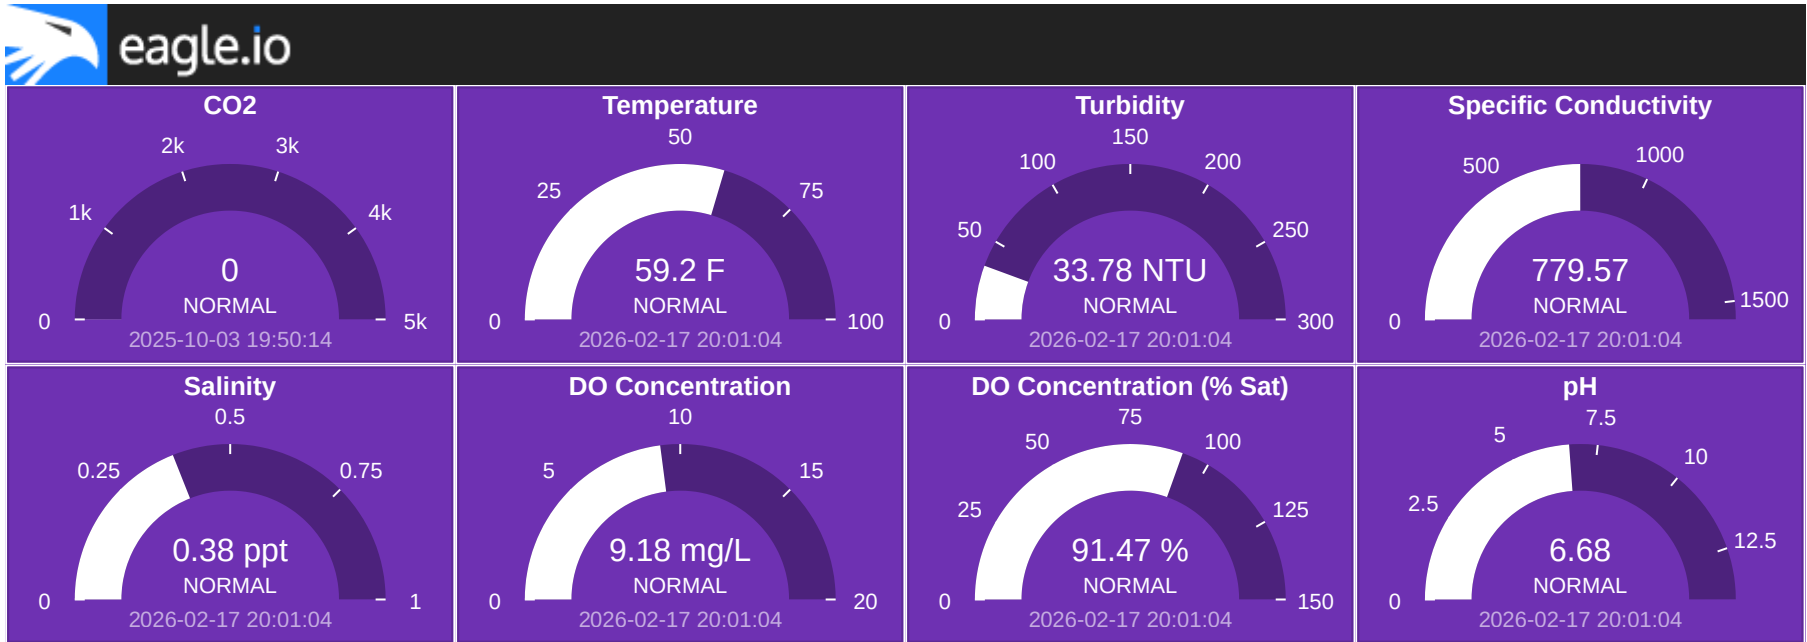 eagle.io
CO2
2k
3k
1k
4k
0
NORMAL
0
5k
2025-10-03 19:50:14
Temperature
50
25
75
59.2 F
NORMAL
0
100
2026-02-17 20:01:04
Turbidity
150
100
200
50
250
33.78 NTU
NORMAL
0
300
2026-02-17 20:01:04
Specific Conductivity
500
1000
779.57
1500
NORMAL
0
2026-02-17 20:01:04
Salinity
0.5
0.25
0.75
0.38 ppt
NORMAL
0
1
2026-02-17 20:01:04
DO Concentration
10
5
15
9.18 mg/L
NORMAL
0
20
2026-02-17 20:01:04
DO Concentration (% Sat)
75
50
100
25
125
91.47 %
NORMAL
0
150
2026-02-17 20:01:04
pH
7.5
5
10
2.5
12.5
6.68
NORMAL
0
2026-02-17 20:01:04